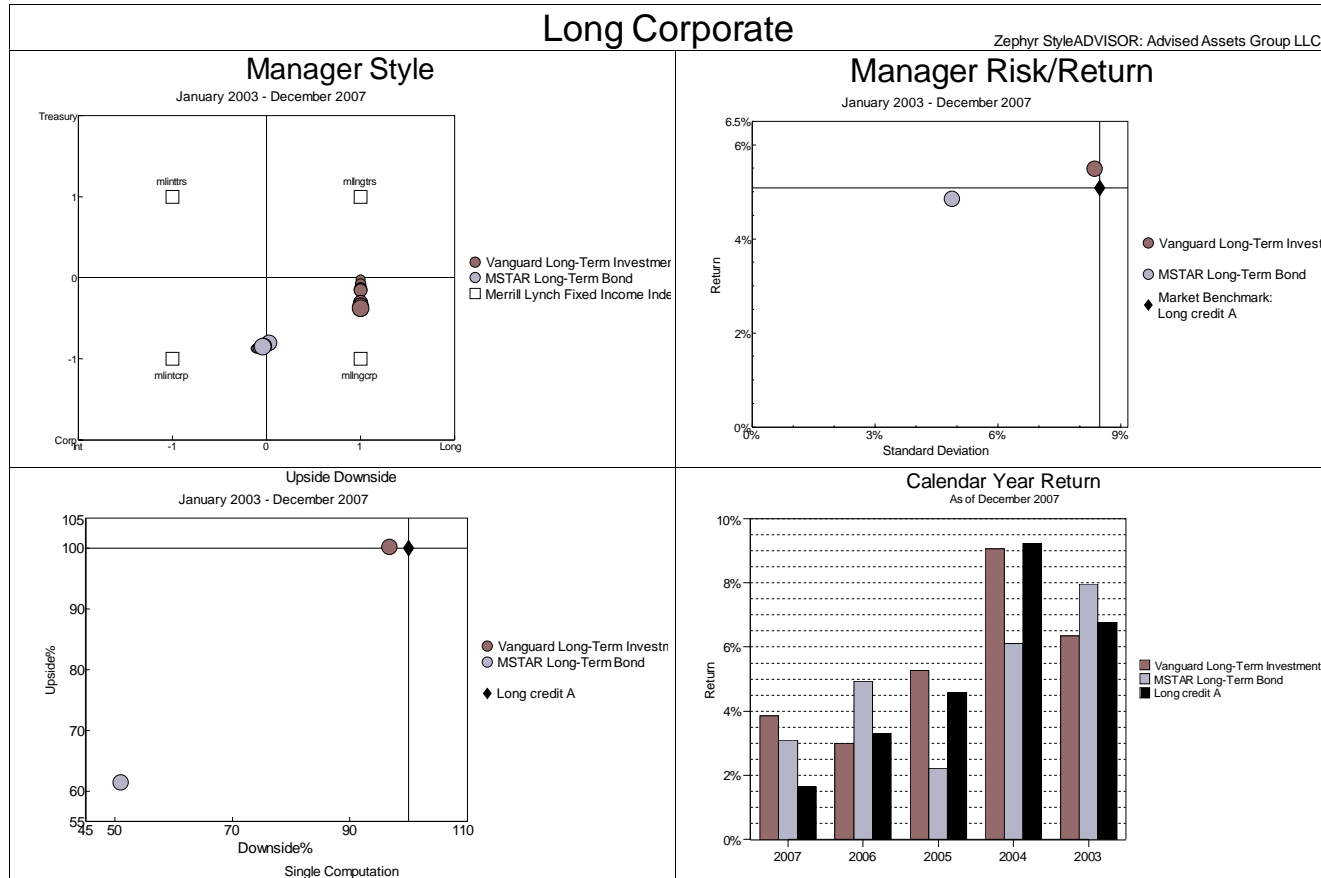 Long Corporate
Zephyr StyleADVISOR: Advised Assets Group LLC
Manager Style
January 2003 - December 2007
Treasury
mlinttrs
mllngtrs
1
0
-1
mlintcrp
mllngcrp
Corp
Int
-1
0
1
Long
Vanguard Long-Term Investmer
MSTAR Long-Term Bond
Merrill Lynch Fixed Income Inde
Manager Risk/Return
January 2003 - December 2007
6.5%
6%
4%
2%
0%
Return
0%
3%
6%
9%
Standard Deviation
Vanguard Long-Term Invest
MSTAR Long-Term Bond
Market Benchmark:
Long credit A
Upside Downside
January 2003 - December 2007
105
100
90
80
70
60
55
Upside%
45
50
70
90
110
Downside%
Single Computation
Vanguard Long-Term Investn
MSTAR Long-Term Bond
Long credit A
Calendar Year Return
As of December 2007
10%
8%
6%
4%
2%
0%
Return
2007
2006
2005
2004
2003
Vanguard Long-Term Investment
MSTAR Long-Term Bond
Long credit A